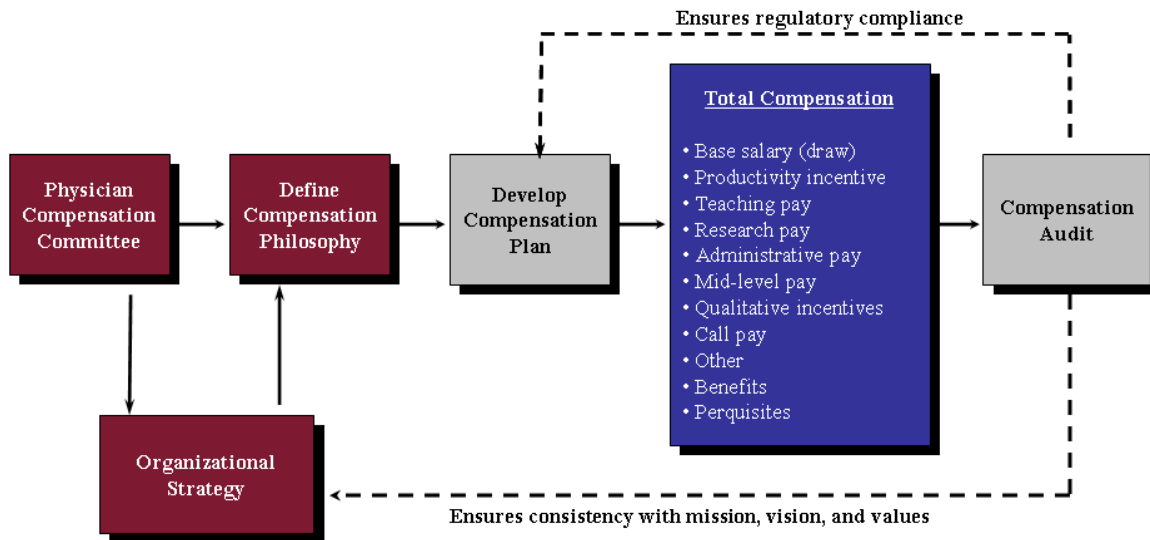 Ensures regulatory compliance
Physician
Compensation
Committee
Define
Compensation
Philosophy
Develop
Compensation
Plan
Total Compensation
• Base salary (draw)
• Productivity incentive
• Teaching pay
• Research pay
• Administrative pay
• Mid-level pay
• Qualitative incentives
• Call pay
• Other
• Benefits
• Perquisites
Compensation
Audit
Organizational
Strategy
Ensures consistency with mission, vision, and values